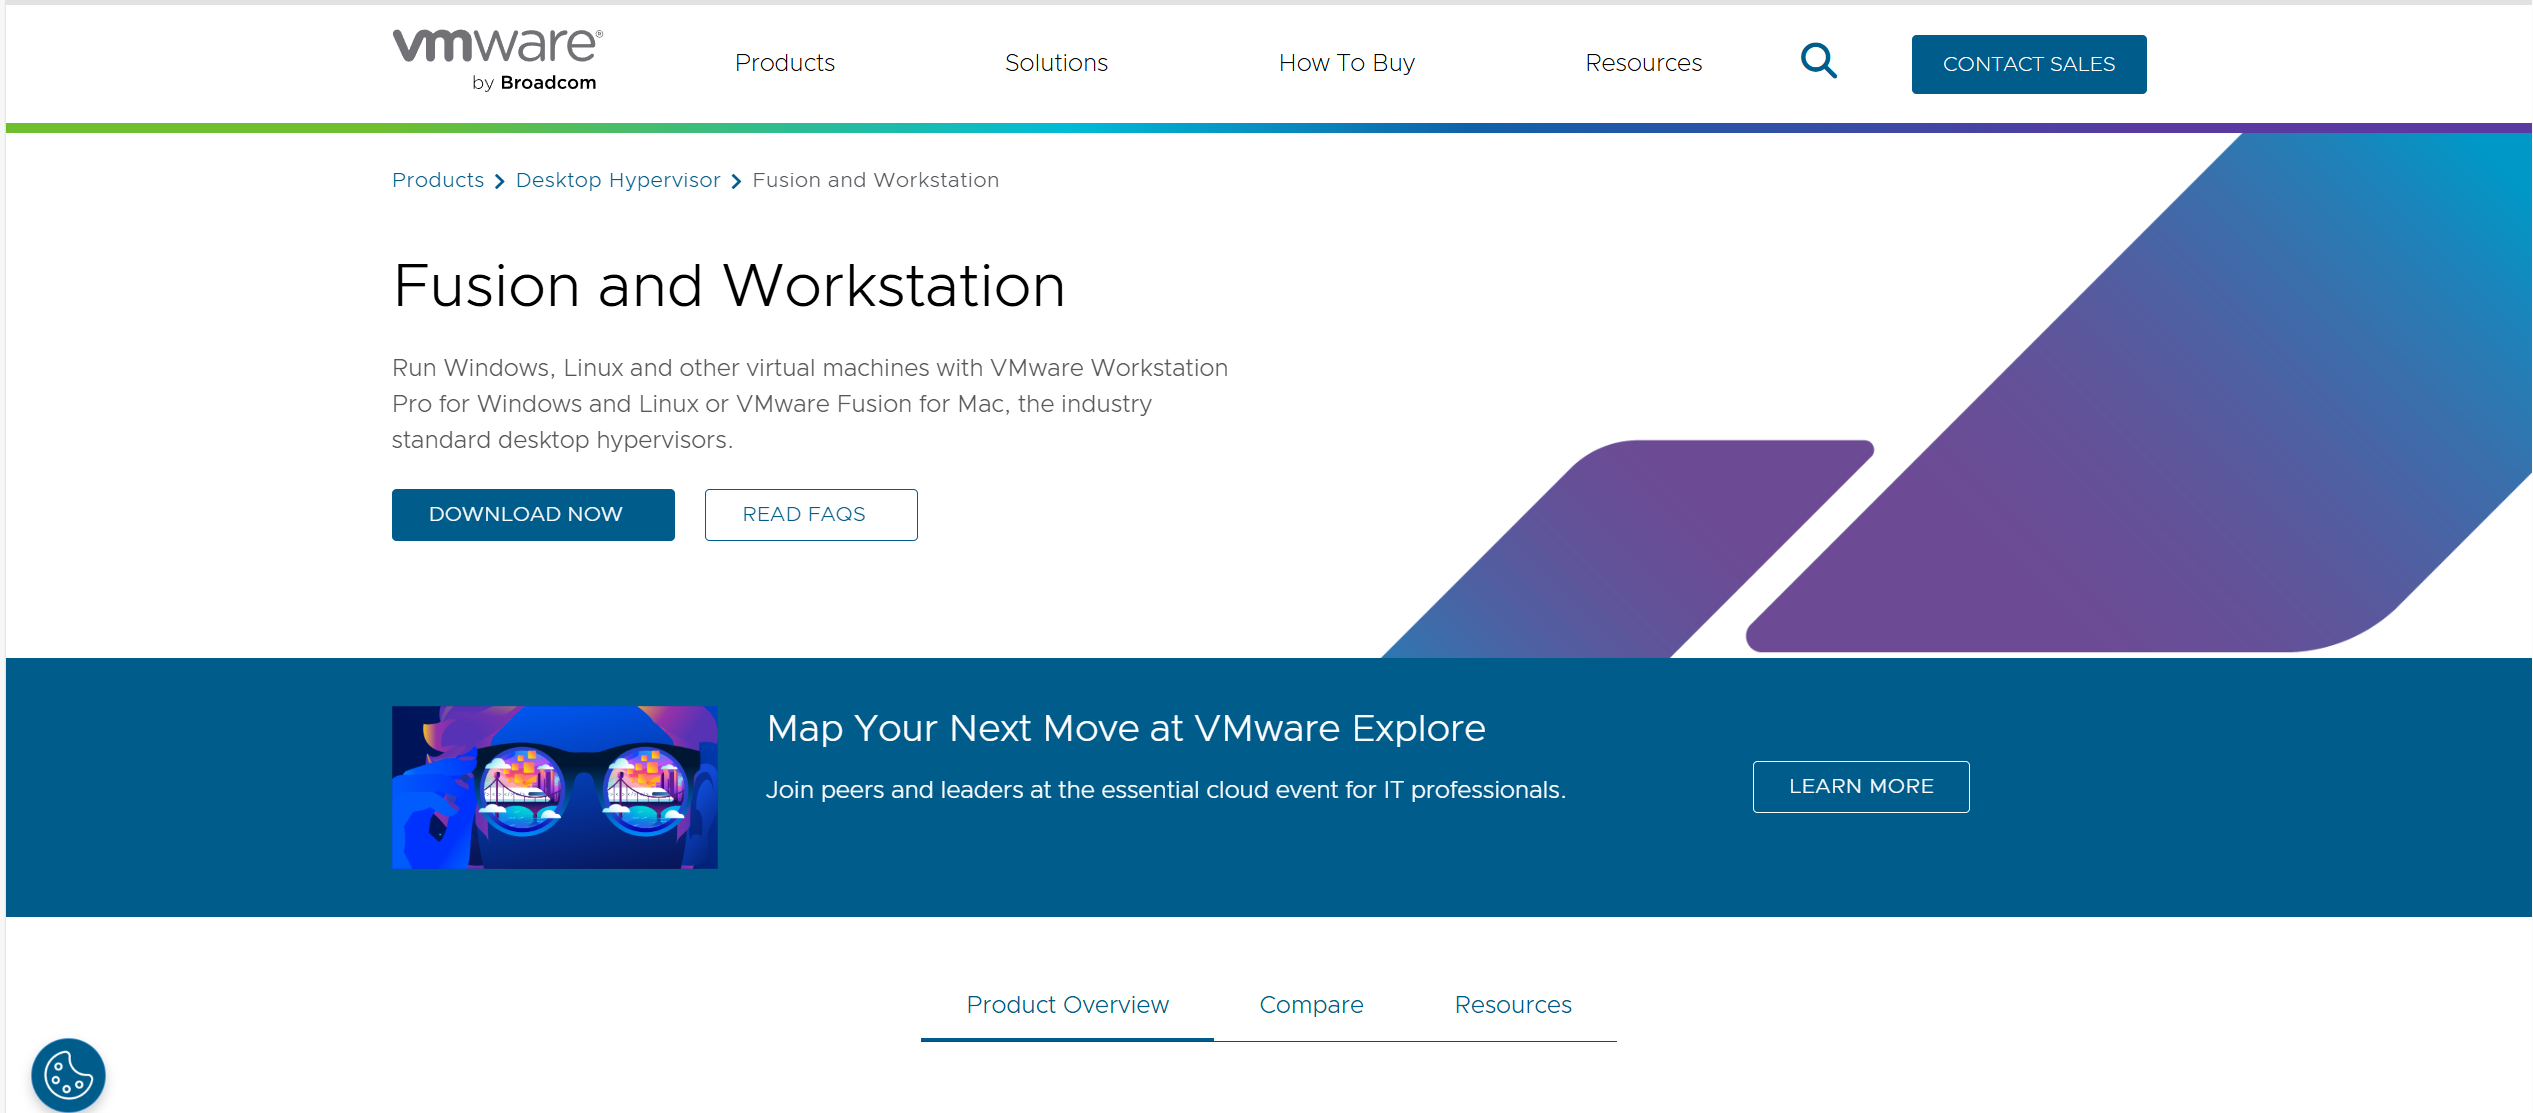 vmware®
by Broadcom
Products
Solutions
How To Buy
Resources
CONTACT SALES
Products > Desktop Hypervisor > Fusion and Workstation
Fusion and Workstation
Run Windows, Linux and other virtual machines with VMware Workstation
Pro for Windows and Linux or VMware Fusion for Mac, the industry
standard desktop hypervisors.
DOWNLOAD NOW
READ FAQS
Map Your Next Move at VMware Explore
Join peers and leaders at the essential cloud event for IT professionals.
LEARN MORE
Product Overview
Compare
Resources